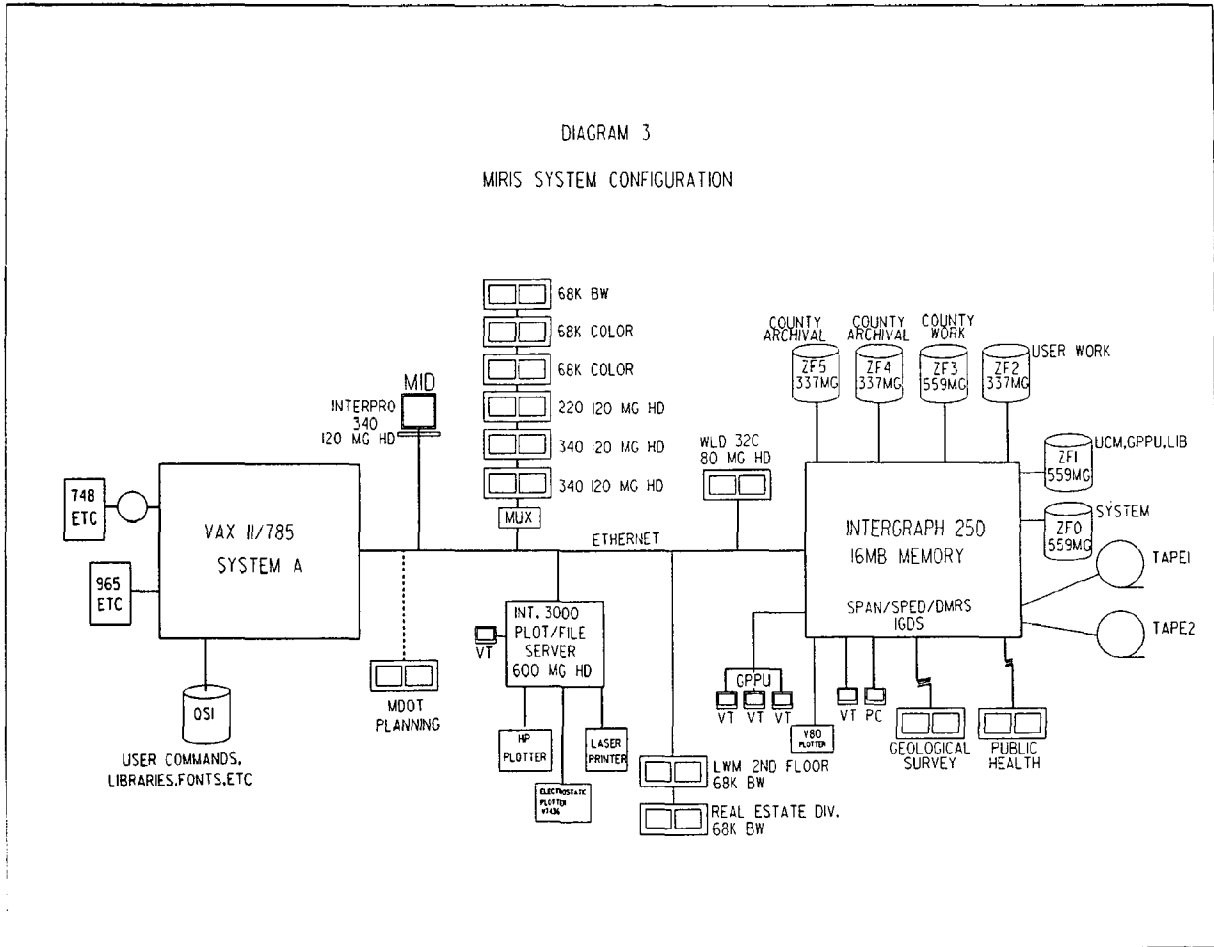 DIAGRAM 3
MIRIS SYSTEM CONFIGURATION
68K BW
68K COLOR
68K COLOR
220 120 MG HD
340 120 MG HD
340 120 MG HD
MUX
MID
INTERPRO
340
120 MG HD
COUNTY
ARCHIVAL
ZF5
337MG
COUNTY
ARCHIVAL
ZF4
337MG
COUNTY
WORK
ZF3
559MG
USER WORK
ZF2
337MG
UCM,GPPU,LIB
ZF1
559MG
SYSTEM
ZF0
559MG
TAPE1
TAPE2
WLD 32C
80 MG HD
748
ETC
965
ETC
VAX 11/785
SYSTEM A
ETHERNET
INTERGRAPH 250
16MB MEMORY
SPAN/SPED/DMRS
IGDS
OS1
USER COMMANDS,
LIBRARIES,FONTS,ETC
MDOT
PLANNING
VT
INT. 3000
PLOT/FILE
SERVER
600 MG HD
HP
PLOTTER
ELECTROSTATIC
PLOTTER
V7436
LASER
PRINTER
GPPU
VT
VT
VT
V80
PLOTTER
VT
PC
GEOLOGICAL
SURVEY
PUBLIC
HEALTH
LWM 2ND FLOOR
68K BW
REAL ESTATE DIV.
68K BW